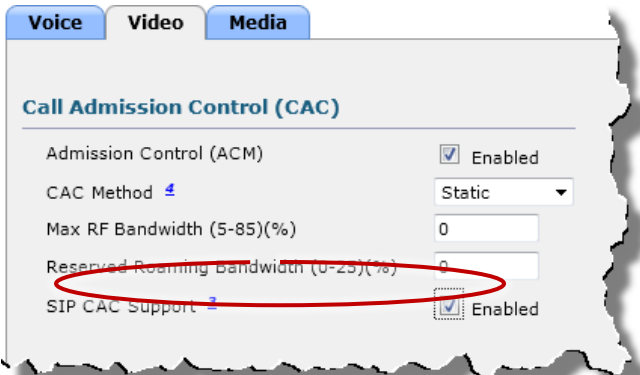 Voice Video Media
Call Admission Control (CAC)
Admission Control (ACM) Enabled
CAC Method 4 Static
Max RF Bandwidth (5-85)(%) 0
Reserved Roaming Bandwidth (0-25)(%) 0
SIP CAC Support 3 Enabled